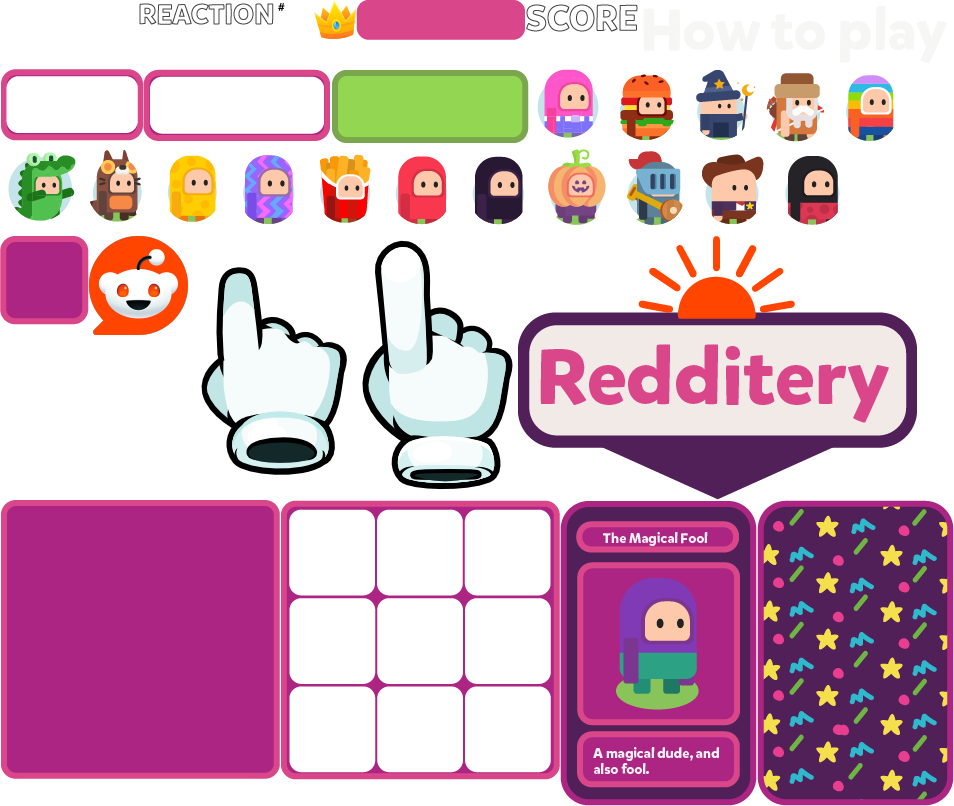 REACTION #
SCORE
How to play
Redditery
The Magical Fool
A magical dude, and
also fool.